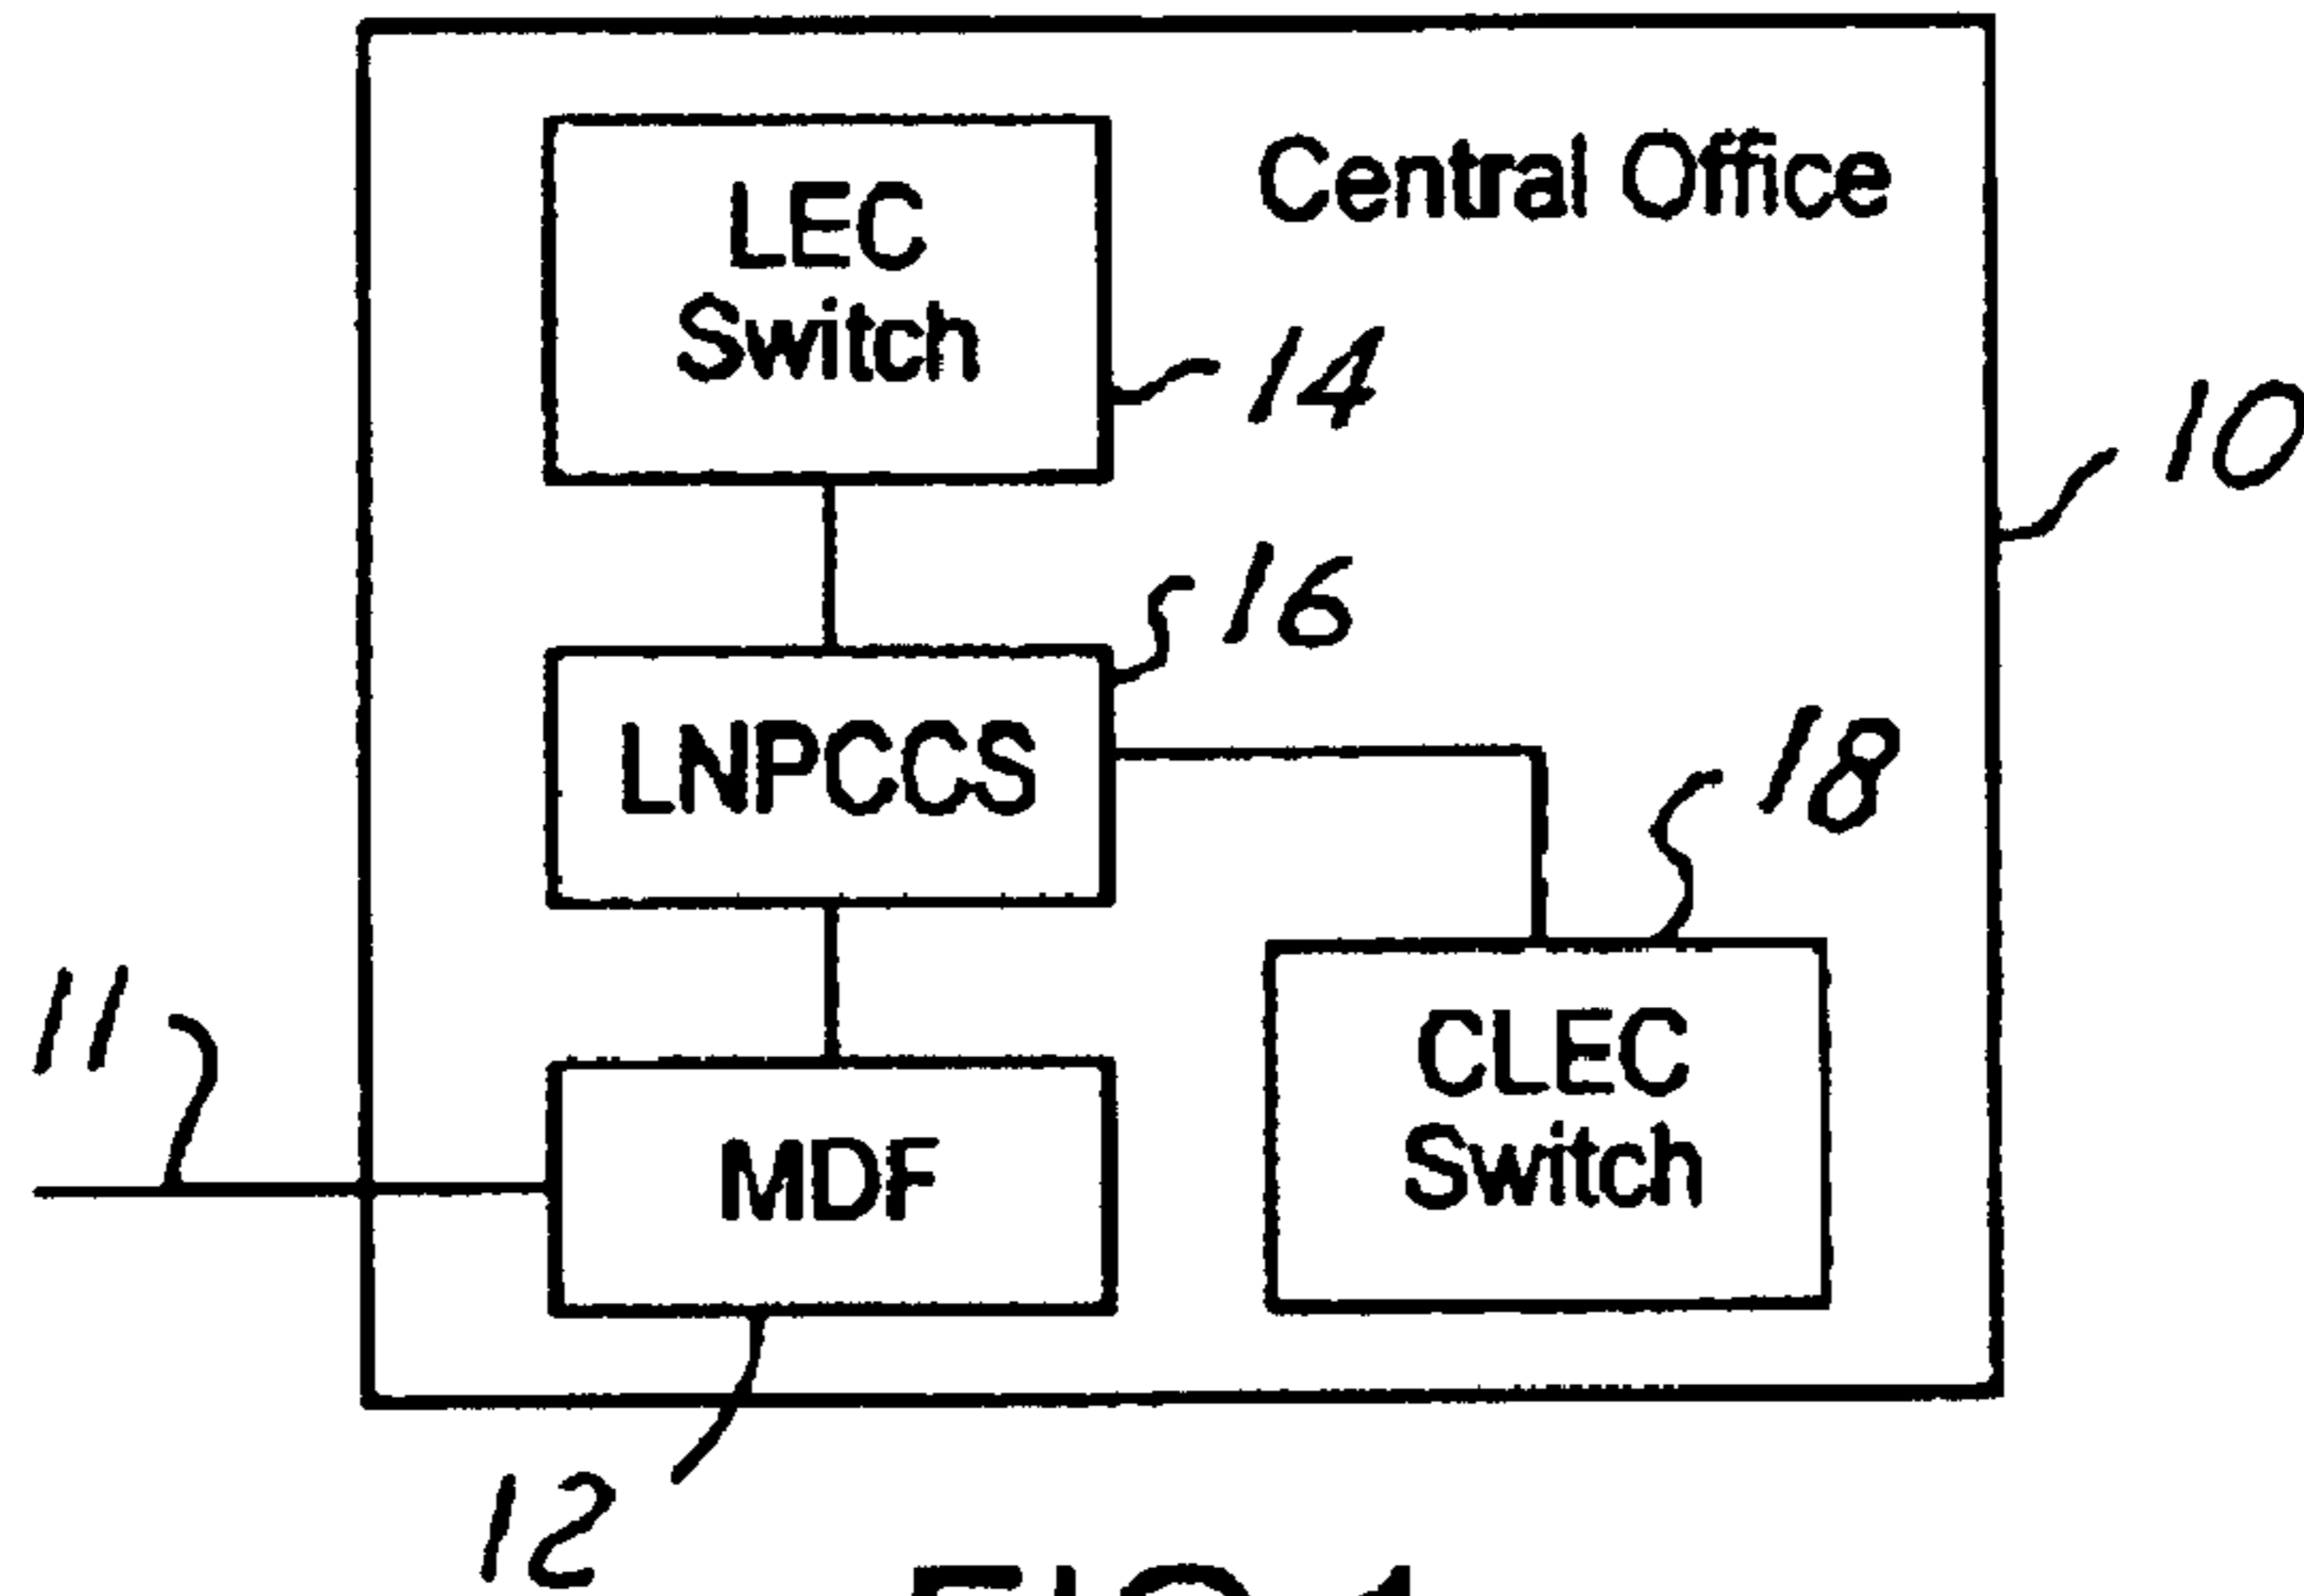 Central Office
LEC
Switch
14
10
16
LNPCCS
18
11
CLEC
Switch
MDF
12